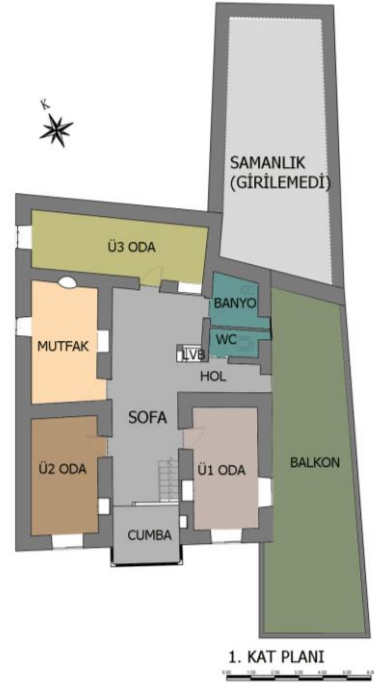 K
SAMANLIK
(GİRİLEMEDİ)
Ü3 ODA
BANYO
MUTFAK
WC
LVB
HOL
SOFA
Ü2 ODA
Ü1 ODA
BALKON
CUMBA
1. KAT PLANI